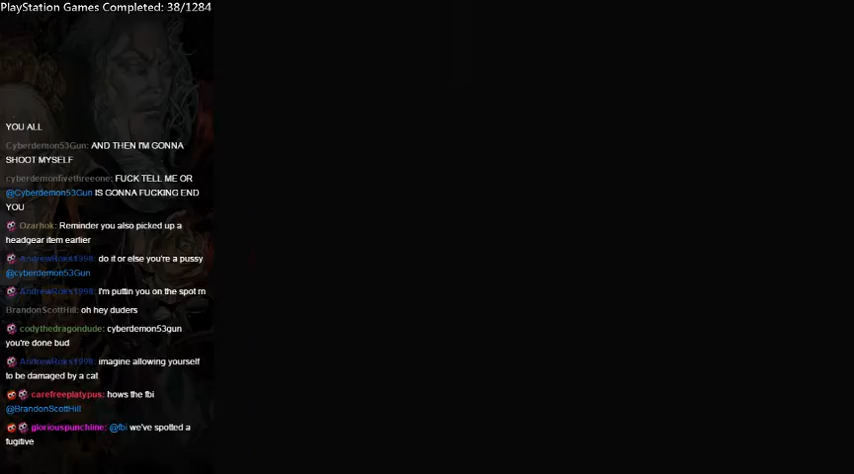 PlayStation Games Completed: 38/1284
YOU ALL
Cyberdemon53Gun: AND THEN I'M GONNA
SHOOT MYSELF
cyberdemonfivethreeone: FUCK TELL ME OR
@Cyberdemon53Gun IS GONNA FUCKING END
YOU
Ozarhok: Reminder you also picked up a
headgear item earlier
AndrewRoks1998: do it or else you're a pussy
@cyberdemon53Gun
AndrewRoks1998: I'm puttin you on the spot rn
BrandonScottHill: oh hey duders
codythedragondude: cyberdemon53gun
you're done bud
AndrewRoks1998: imagine allowing yourself
to be damaged by a cat
carefreeplatypus: hows the fbi
@BrandonScottHill
gloriouspunchline: @fbi we've spotted a
fugitive